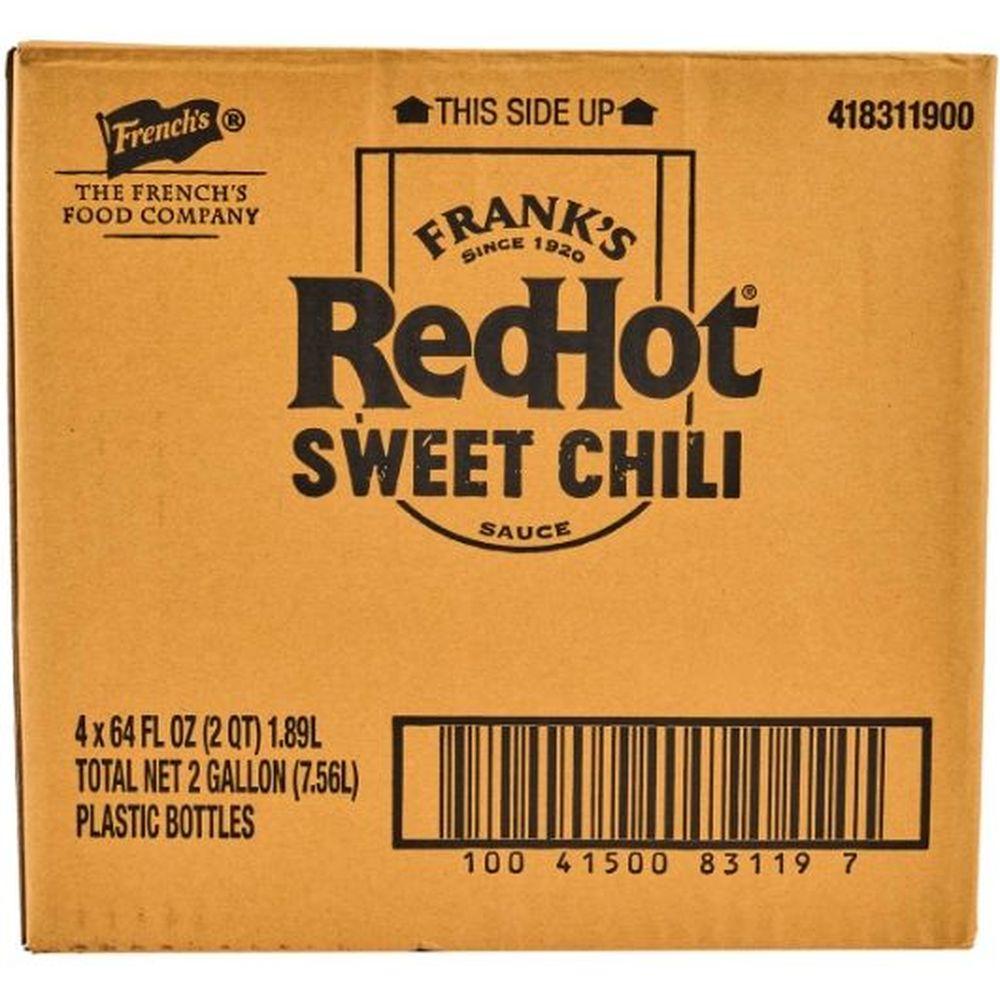 French's ®
THE FRENCH'S
FOOD COMPANY
THIS SIDE UP
418311900
FRANK'S
SINCE 1920
RedHot®
SWEET CHILI
SAUCE
4 x 64 FL OZ (2 QT) 1.89L
TOTAL NET 2 GALLON (7.56L)
PLASTIC BOTTLES
100 41500 83119 7